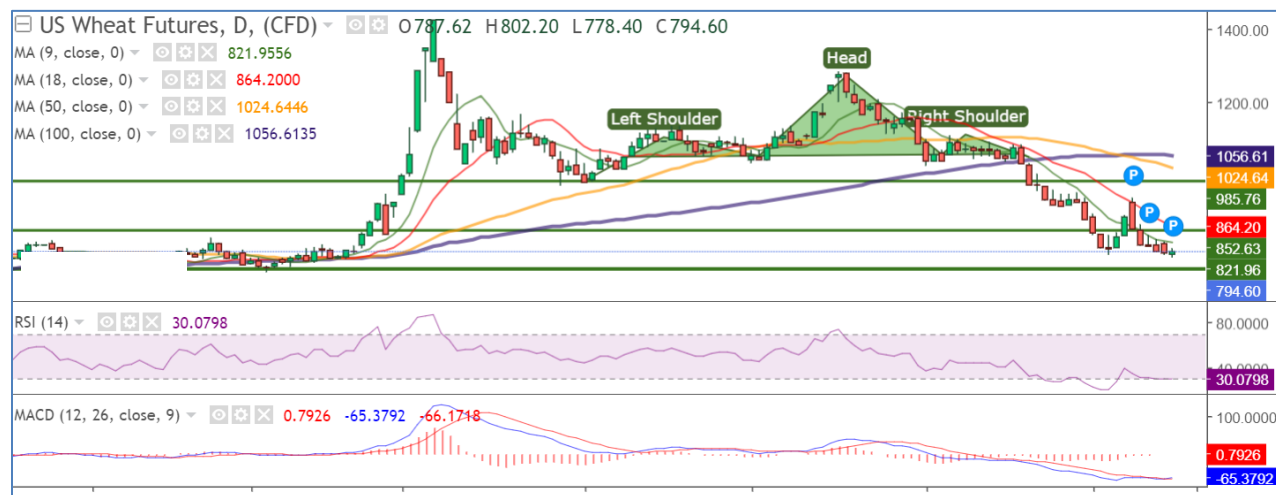 US Wheat Futures, D, (CFD) O787.62 H802.20 L778.40 C794.60
MA (9, close, 0) 821.9556
MA (18, close, 0) 864.2000
MA (50, close, 0) 1024.6446
MA (100, close, 0) 1056.6135
Left Shoulder
Head
Right Shoulder
P
P
P
1400.00
1200.00
1056.61
1024.64
985.76
864.20
852.63
821.96
794.60
RSI (14) 30.0798
80.0000
40.0000
30.0798
MACD (12, 26, close, 9) 0.7926 -65.3792 -66.1718
100.0000
0.7926
-65.3792